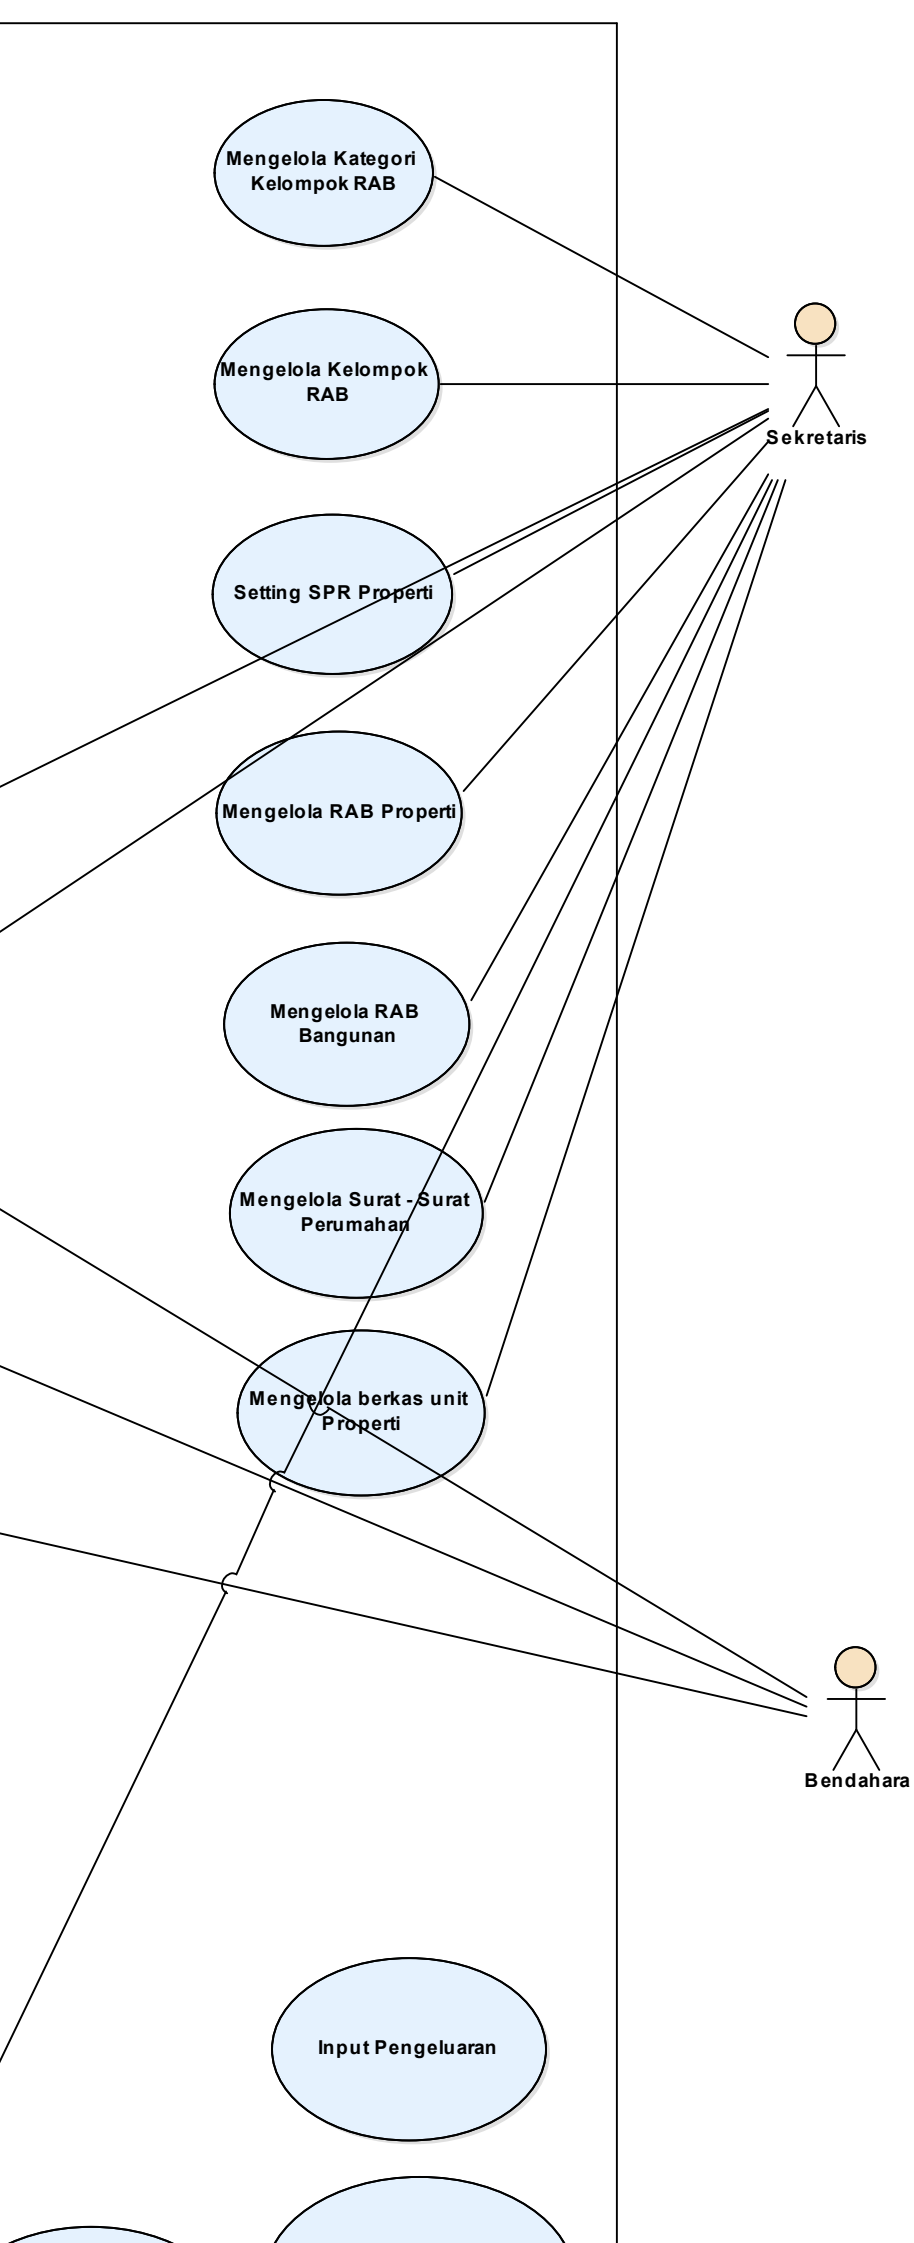 Mengelola Kategori
Kelompok RAB
Mengelola Kelompok
RAB
Sekretaris
Setting SPR Properti
Mengelola RAB Properti
Mengelola RAB
Bangunan
Mengelola Surat - Surat
Perumahan
Mengelola berkas unit
Properti
Bendahara
Input Pengeluaran